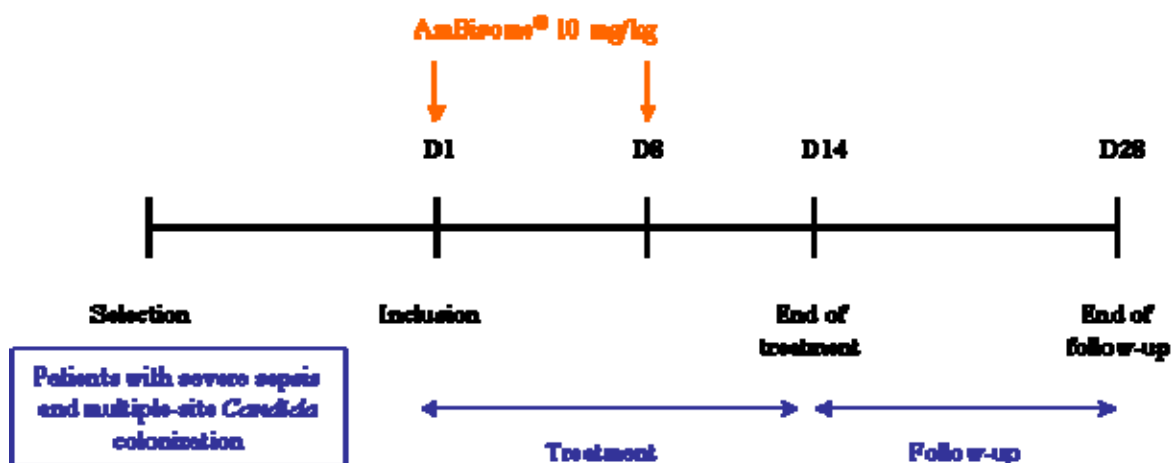 AmBisome® 10 mg/kg
D1 D8 D14 D28
Selection Inclusion End of treatment End of follow-up
Patients with severe sepsis
and multiple-site Candida
colonization
Treatment Follow-up